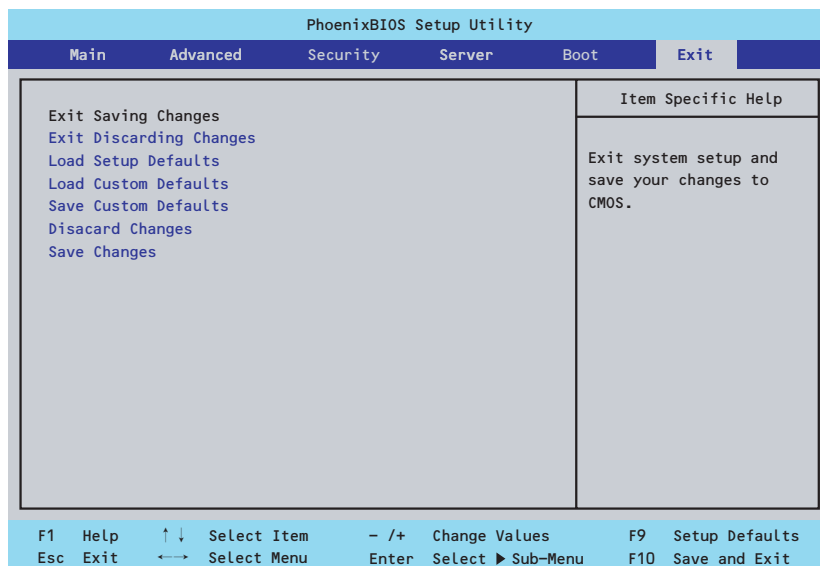 PhoenixBIOS Setup Utility
Main Advanced Security Server Boot Exit
Item Specific Help
Exit Saving Changes
Exit Discarding Changes
Load Setup Defaults
Load Custom Defaults
Save Custom Defaults
Disacard Changes
Save Changes
Exit system setup and
save your changes to
CMOS.
F1 Help ↑↓ Select Item – /+ Change Values F9 Setup Defaults
Esc Exit ←→ Select Menu Enter Select ▶ Sub–Menu F10 Save and Exit